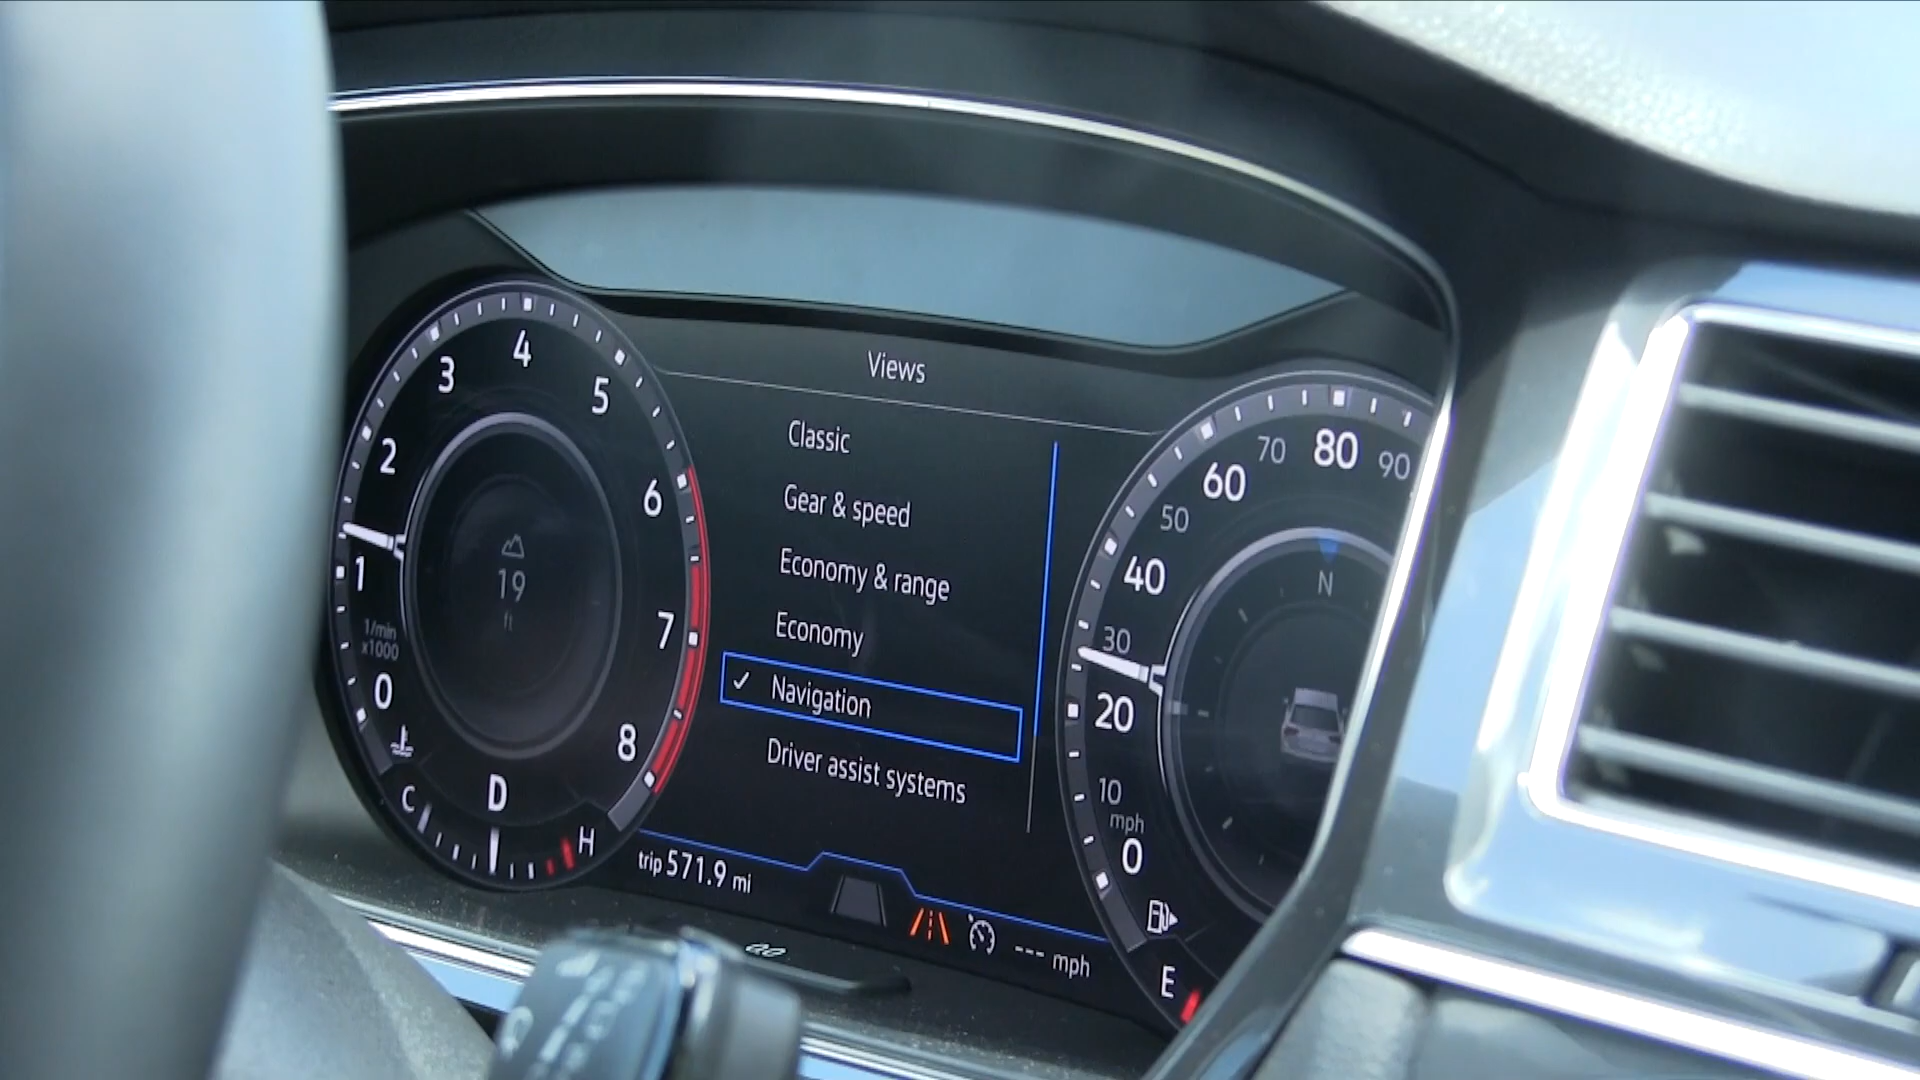 Views
Classic
Gear & speed
Economy & range
Economy
✓ Navigation
Driver assist systems
trip 571.9 mi
--- mph
0
1
2
3
4
5
6
7
8
1/min
x1000
19
ft
D
C
H
0
10
20
30
40
50
60
70
80
90
mph
N
E